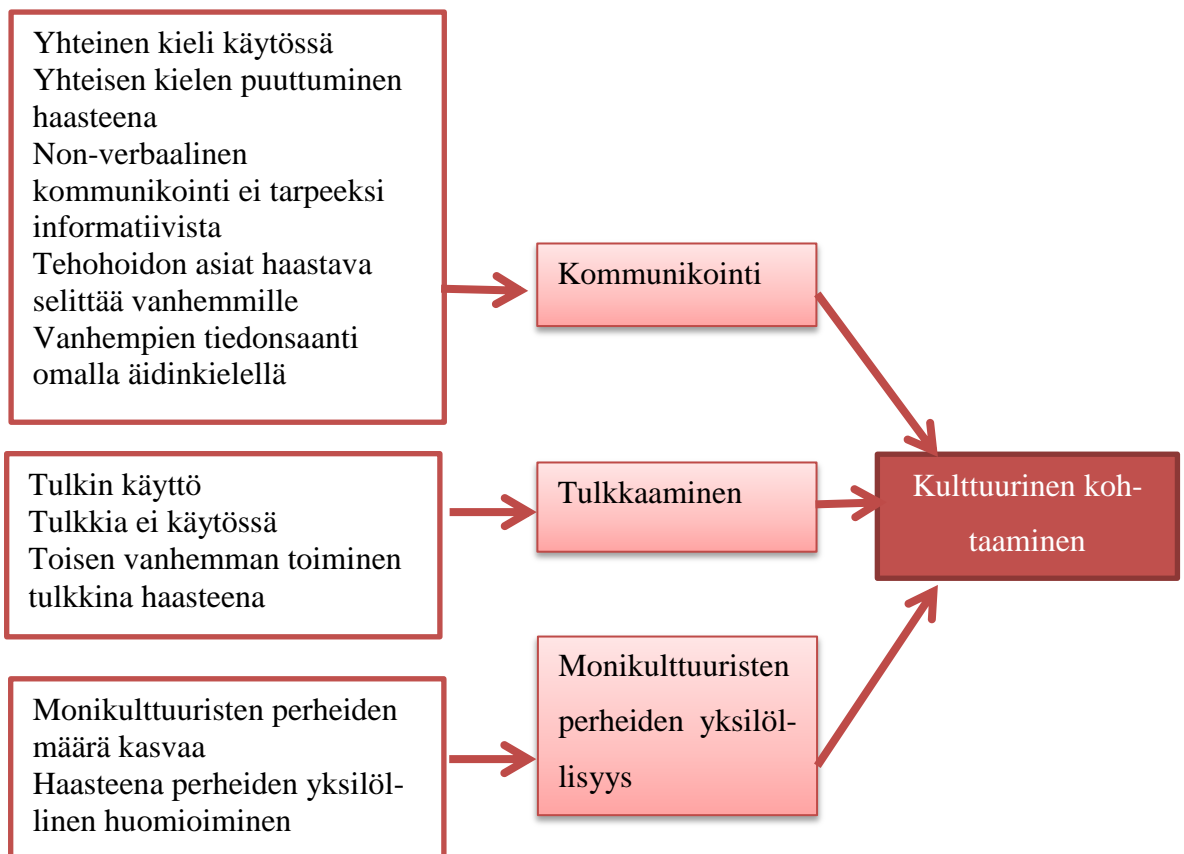 Yhteinen kieli käytössä
Yhteisen kielen puuttuminen
haasteena
Non-verbaalinen
kommunikointi ei tarpeeksi
informatiivista
Tehohoidon asiat haastava
selittää vanhemmille
Vanhempien tiedonsaanti
omalla äidinkielellä
Kommunikointi
Tulkin käyttö
Tulkkia ei käytössä
Toisen vanhemman toiminen
tulkkina haasteena
Tulkkaaminen
Kulttuurinen koh-
taaminen
Monikulttuuristen perheiden
määrä kasvaa
Haasteena perheiden yksilöl-
linen huomioiminen
Monikulttuuristen
perheiden yksilöl-
lisyys